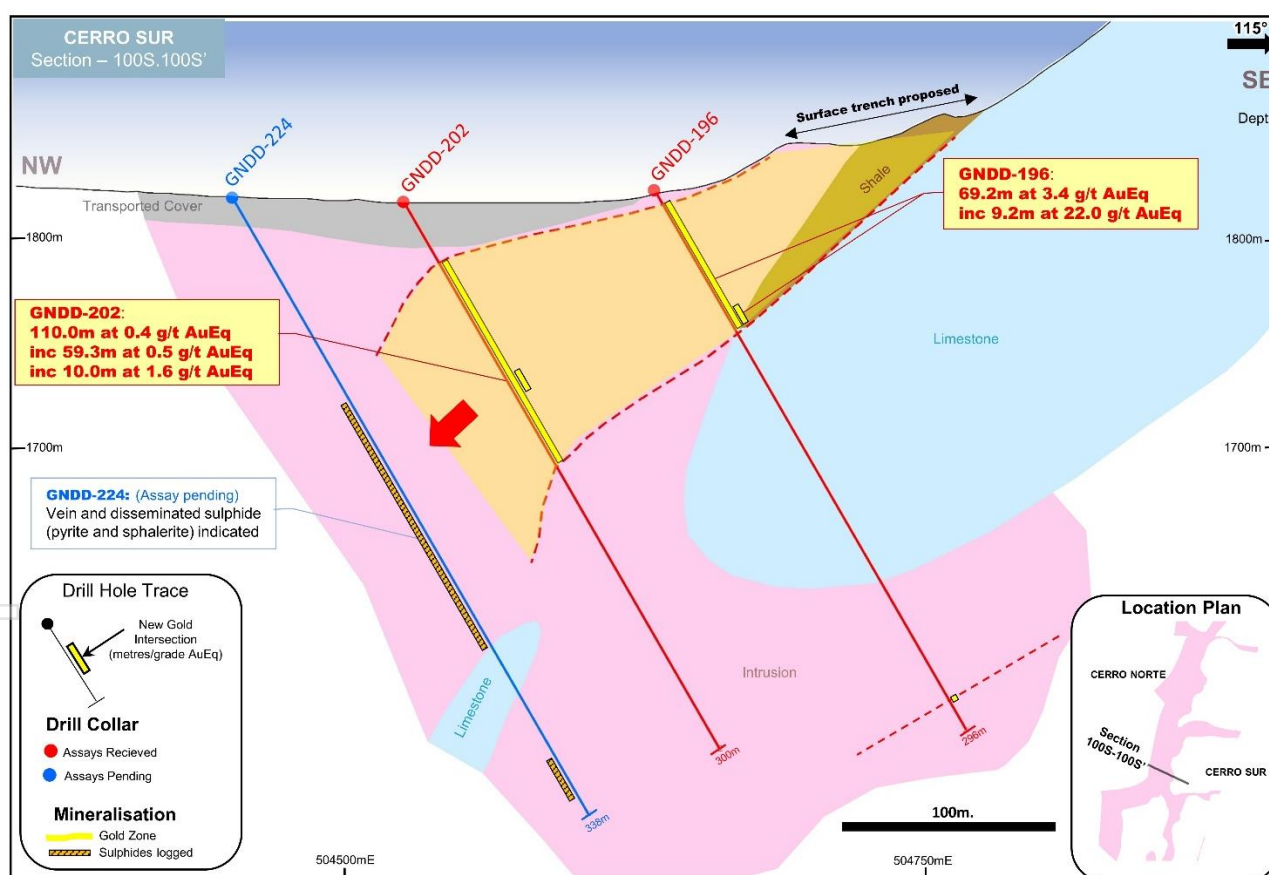 CERRO SUR
Section – 100S.100S’
115°
SE
Depth
NW
GNDD-224
GNDD-202
GNDD-196
Surface trench proposed
Transported Cover
Shale
GNDD-196:
69.2m at 3.4 g/t AuEq
inc 9.2m at 22.0 g/t AuEq
1800m
1800m
GNDD-202:
110.0m at 0.4 g/t AuEq
inc 59.3m at 0.5 g/t AuEq
inc 10.0m at 1.6 g/t AuEq
Limestone
1700m
1700m
GNDD-224: (Assay pending)
Vein and disseminated sulphide
(pyrite and sphalerite) indicated
Drill Hole Trace
New Gold
Intersection
(metres/grade AuEq)
Drill Collar
Assays Recieved
Assays Pending
Mineralisation
Gold Zone
Sulphides logged
Limestone
Intrusion
300m
296m
338m
100m.
504500mE
504750mE
Location Plan
CERRO NORTE
Section
100S-100S’
CERRO SUR